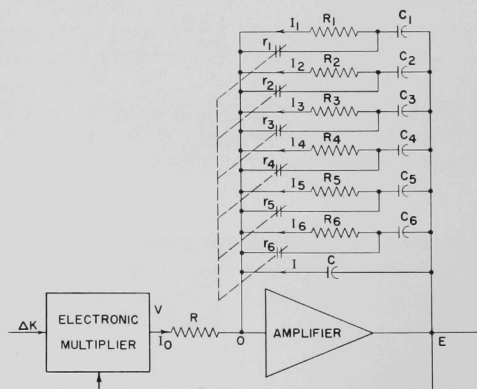 I₁ R₁ C₁
r₁
I₂ R₂ C₂
r₂
I₃ R₃ C₃
r₃
I₄ R₄ C₄
r₄
I₅ R₅ C₅
r₅
I₆ R₆ C₆
r₆
I C
ΔK
ELECTRONIC
MULTIPLIER
V
I₀
R
O
AMPLIFIER
E